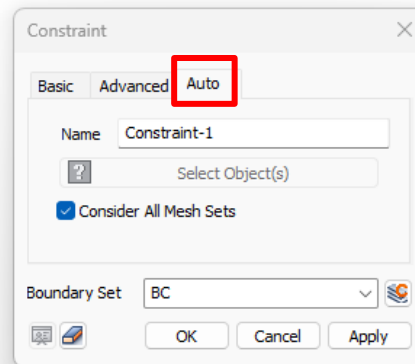 Constraint
Basic Advanced Auto
Name Constraint-1
? Select Object(s)
Consider All Mesh Sets
Boundary Set BC
OK Cancel Apply